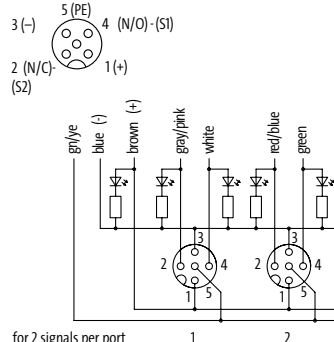 5 (PE)
3 (–)
4 (N/O)-(S1)
2 (N/C)-
(S2)
1 (+)
gn/ye
blue (-)
brown (+)
gray/pink
white
red/blue
green
3
3
2
4
2
4
1
5
1
5
for 2 signals per port
1
2